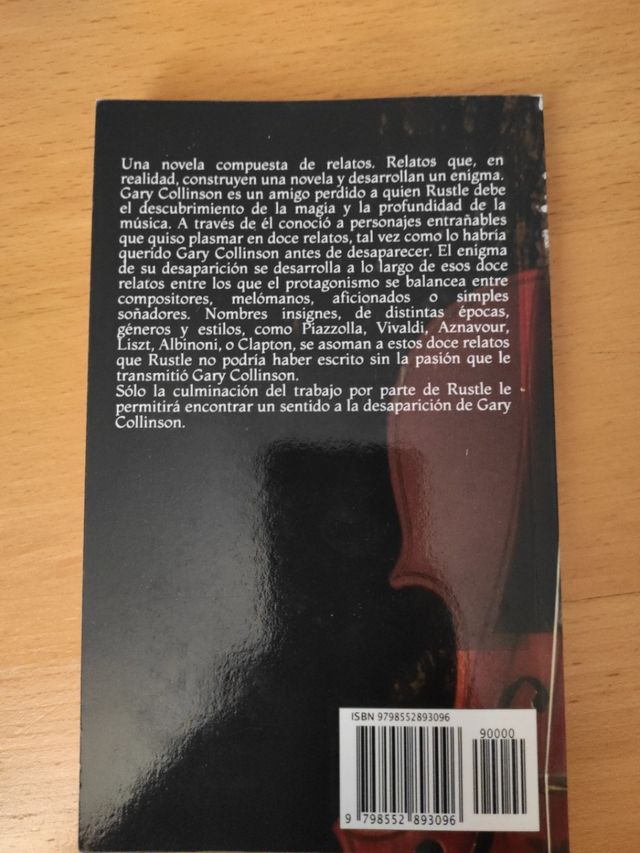 Una novela compuesta de relatos. Relatos que, en
realidad, construyen una novela y desarrollan un enigma.
Gary Collinson es un amigo perdido a quien Rustle debe
el descubrimiento de la magia y la profundidad de la
música. A través de él conoció a personajes entrañables
que quiso plasmar en doce relatos, tal vez como lo habría
querido Gary Collinson antes de desaparecer. El enigma
de su desaparición se desarrolla a lo largo de esos doce
relatos entre los que el protagonismo se balancea entre
compositores, melómanos, aficionados o simples
soñadores. Nombres insignes, de distintas épocas,
géneros y estilos, como Piazzolla, Vivaldi, Aznavour,
Liszt, Albinoni, o Clapton, se asoman a estos doce relatos
que Rustle no podría haber escrito sin la pasión que le
transmitió Gary Collinson.
Sólo la culminación del trabajo por parte de Rustle le
permitirá encontrar un sentido a la desaparición de Gary
Collinson.
ISBN 9798552893096
90000
9 798552 893096